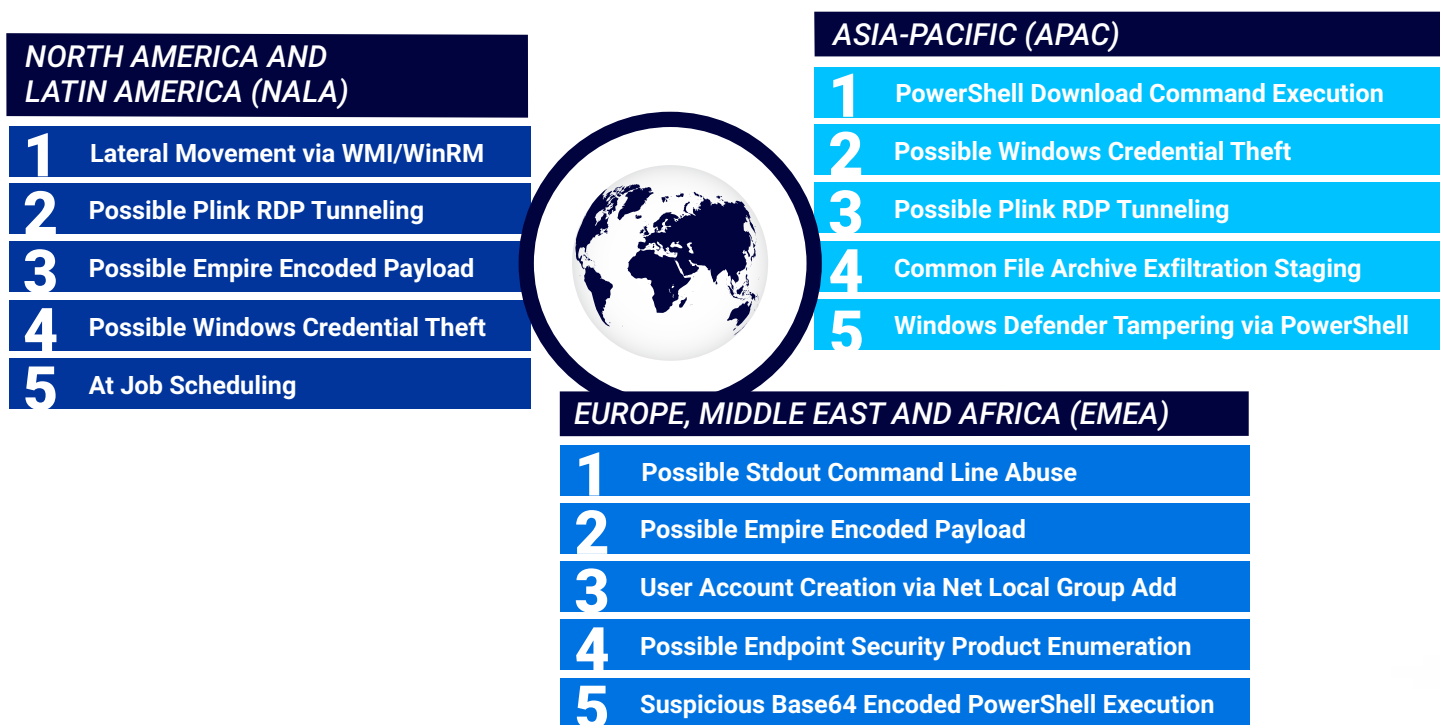 NORTH AMERICA AND
LATIN AMERICA (NALA)
1 Lateral Movement via WMI/WinRM
2 Possible Plink RDP Tunneling
3 Possible Empire Encoded Payload
4 Possible Windows Credential Theft
5 At Job Scheduling
ASIA-PACIFIC (APAC)
1 PowerShell Download Command Execution
2 Possible Windows Credential Theft
3 Possible Plink RDP Tunneling
4 Common File Archive Exfiltration Staging
5 Windows Defender Tampering via PowerShell
EUROPE, MIDDLE EAST AND AFRICA (EMEA)
1 Possible Stdout Command Line Abuse
2 Possible Empire Encoded Payload
3 User Account Creation via Net Local Group Add
4 Possible Endpoint Security Product Enumeration
5 Suspicious Base64 Encoded PowerShell Execution